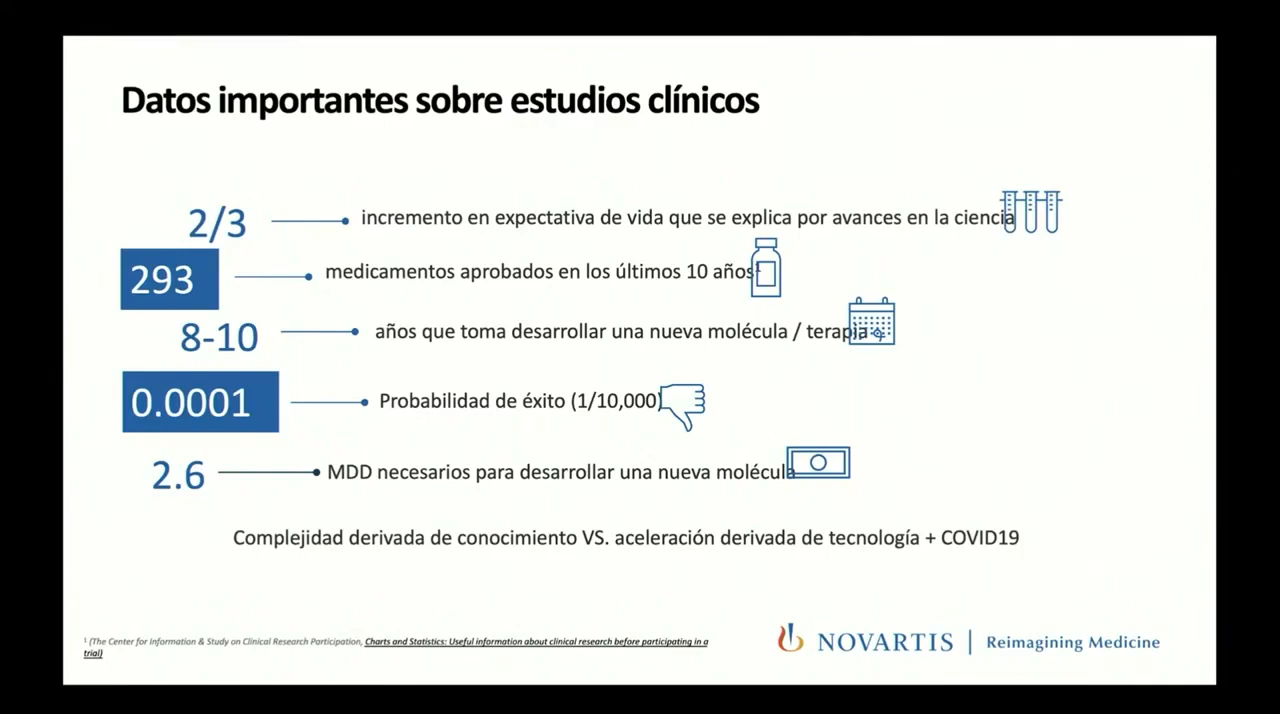 Datos importantes sobre estudios clínicos
2/3 incremento en expectativa de vida que se explica por avances en la ciencia
293 medicamentos aprobados en los últimos 10 años¹
8-10 años que toma desarrollar una nueva molécula / terapia
0.0001 Probabilidad de éxito (1/10,000)
2.6 MDD necesarios para desarrollar una nueva molécula
Complejidad derivada de conocimiento VS. aceleración derivada de tecnología + COVID19
¹ (The Center for Information & Study on Clinical Research Participation, Charts and Statistics: Useful information about clinical research before participating in a
trial)
NOVARTIS | Reimagining Medicine